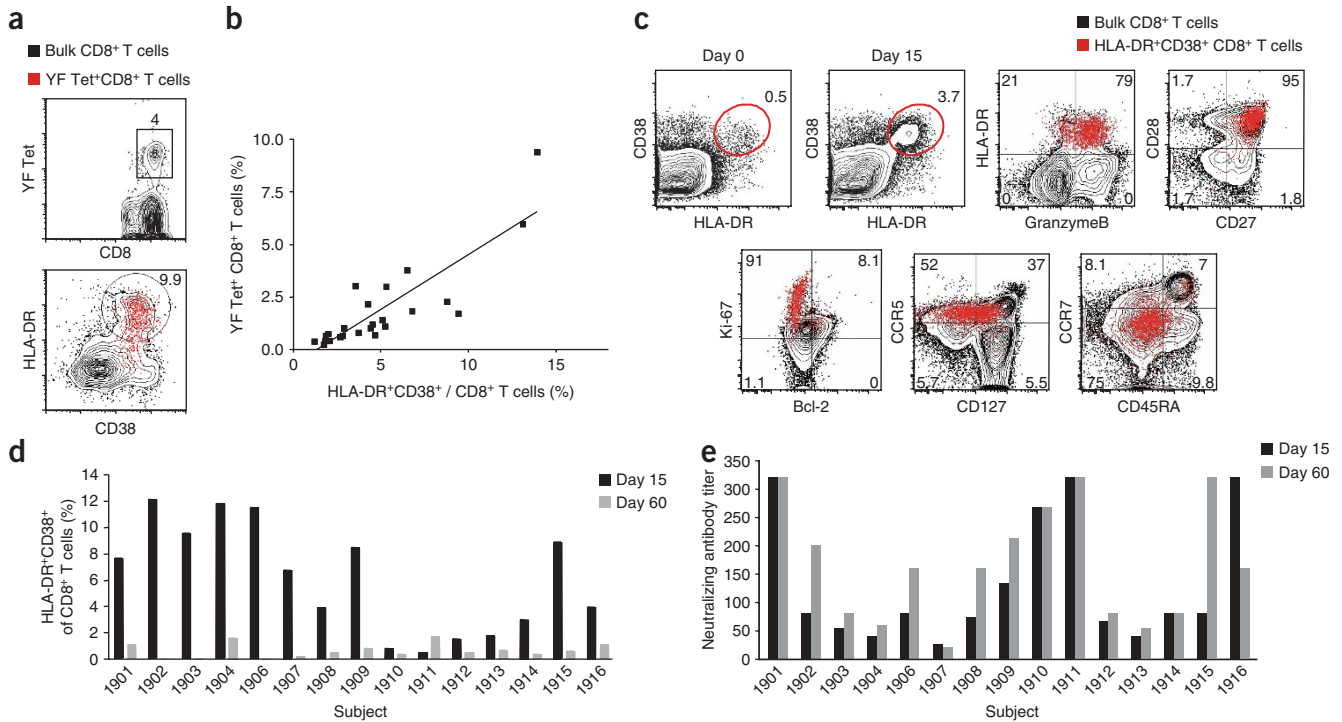 a
Bulk CD8+ T cells
YF Tet+CD8+ T cells
4
YF Tet
CD8
9.9
HLA-DR
CD38
b
10.0
7.5
5.0
2.5
0.0
YF Tet+ CD8+ T cells (%)
0 5 10 15
HLA-DR+CD38+ / CD8+ T cells (%)
c
Bulk CD8+ T cells
HLA-DR+CD38+ CD8+ T cells
Day 0
0.5
CD38
HLA-DR
Day 15
3.7
CD38
HLA-DR
21 79
HLA-DR
0 0
GranzymeB
1.7 95
CD28
1.7 1.8
CD27
91 8.1
Ki-67
1.1 0
Bcl-2
52 37
CCR5
5.7 5.5
CD127
8.1 7
CCR7
75 9.8
CD45RA
d
Day 15
Day 60
14
12
10
8
6
4
2
0
HLA-DR+CD38+
of CD8+ T cells (%)
1901 1902 1903 1904 1906 1907 1908 1909 1910 1911 1912 1913 1914 1915 1916
Subject
e
Day 15
Day 60
350
300
250
200
150
100
50
0
Neutralizing antibody titer
1901 1902 1903 1904 1906 1907 1908 1909 1910 1911 1912 1913 1914 1915 1916
Subject